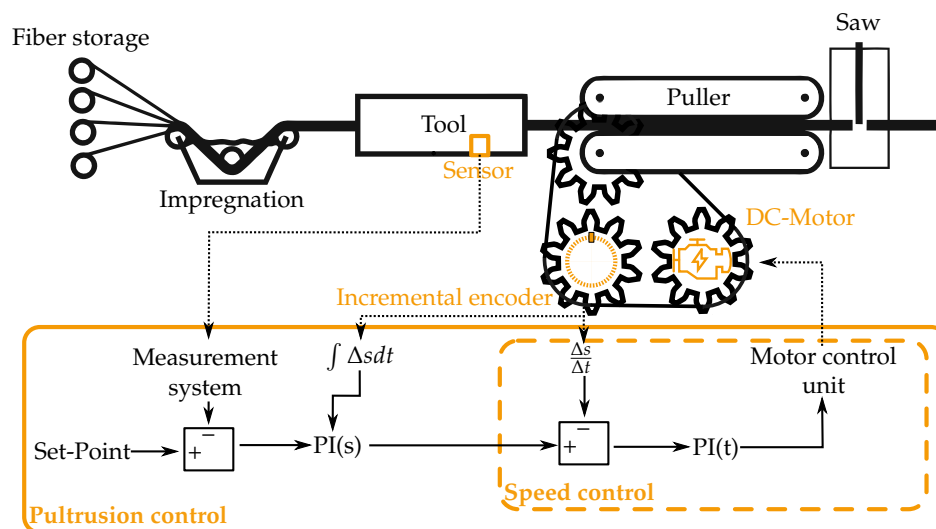 Saw
Fiber storage
Puller
Tool
Sensor
Impregnation
DC-Motor
Incremental encoder
Measurement
system
∫ Δsdt
Δs
Δt
Motor control
unit
−
+
−
+
Set-Point
PI(s)
PI(t)
Speed control
Pultrusion control